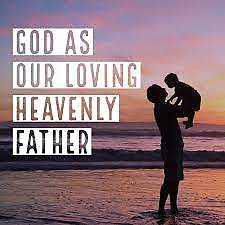 GOD AS
OUR LOVING
HEAVENLY
FATHER